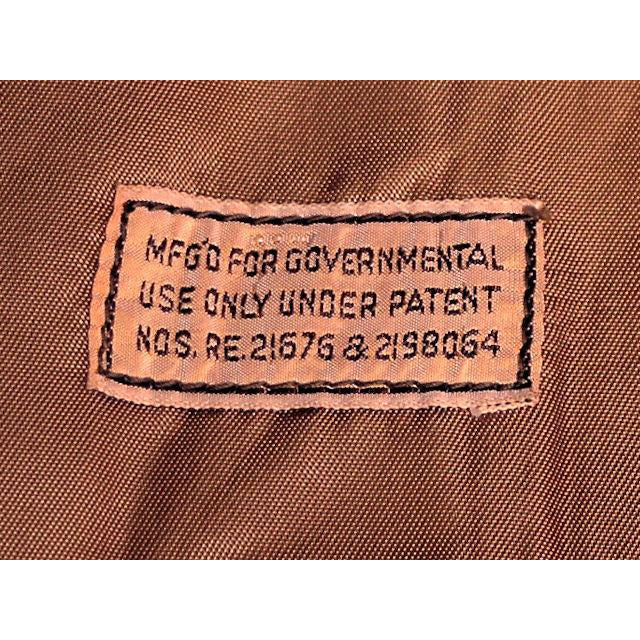 MFG'D FOR GOVERNMENTAL
USE ONLY UNDER PATENT
NOS. RE. 21676 & 2198064